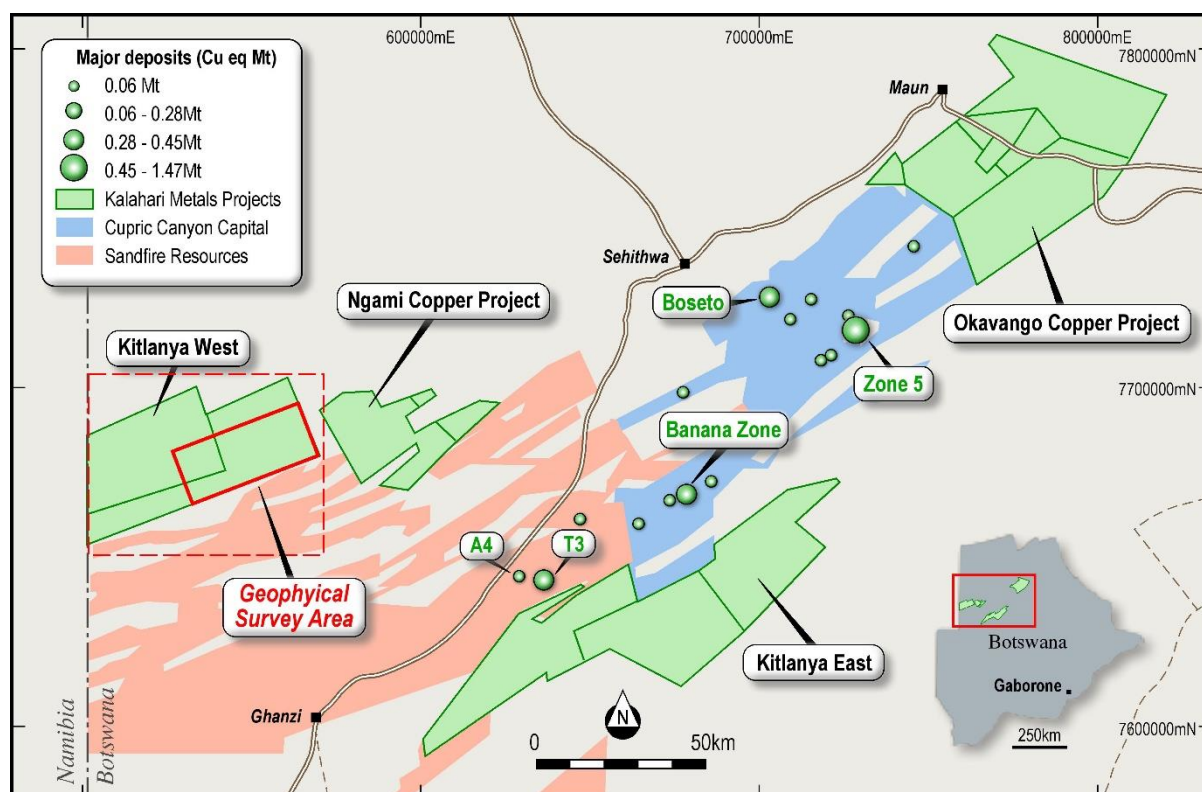 600000mE
700000mE
800000mE
7800000mN
Major deposits (Cu eq Mt)
0.06 Mt
0.06 - 0.28Mt
0.28 - 0.45Mt
0.45 - 1.47Mt
Kalahari Metals Projects
Cupric Canyon Capital
Sandfire Resources
Maun
Sehithwa
Ngami Copper Project
Boseto
Okavango Copper Project
Kitlanya West
Zone 5
7700000mN
Banana Zone
A4
T3
Geophyical
Survey Area
Kitlanya East
Botswana
Gaborone
250km
Ghanzi
N
0
50km
7600000mN
Namibia
Botswana